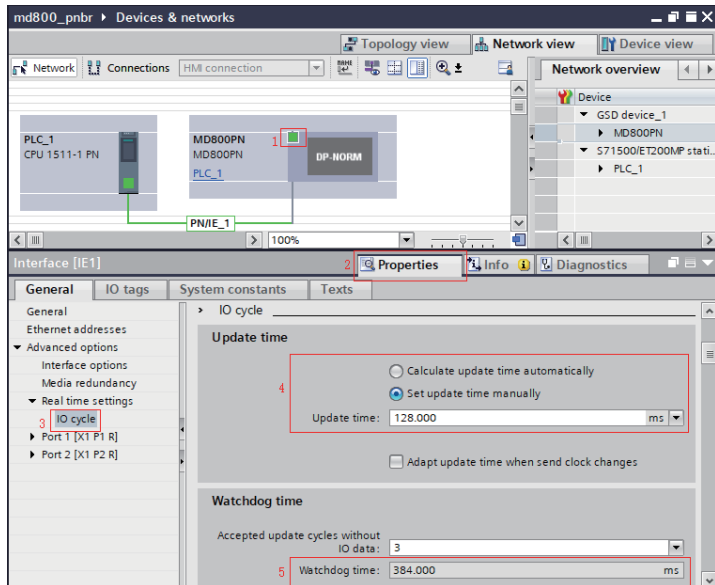 md800_pnbr ▸ Devices & networks
Topology view Network view Device view
Network Connections HMI connection
Network overview
Device
GSD device_1
MD800PN
S71500/ET200MP stati...
PLC_1
PLC_1
CPU 1511-1 PN
MD800PN
MD800PN
PLC_1
1
DP-NORM
PN/IE_1
100%
Interface [IE1]
2 Properties Info Diagnostics
General IO tags System constants Texts
General
Ethernet addresses
Advanced options
Interface options
Media redundancy
Real time settings
3 IO cycle
Port 1 [X1 P1 R]
Port 2 [X1 P2 R]
IO cycle
Update time
4
Calculate update time automatically
Set update time manually
Update time: 128.000 ms
Adapt update time when send clock changes
Watchdog time
Accepted update cycles without
IO data: 3
5 Watchdog time: 384.000 ms